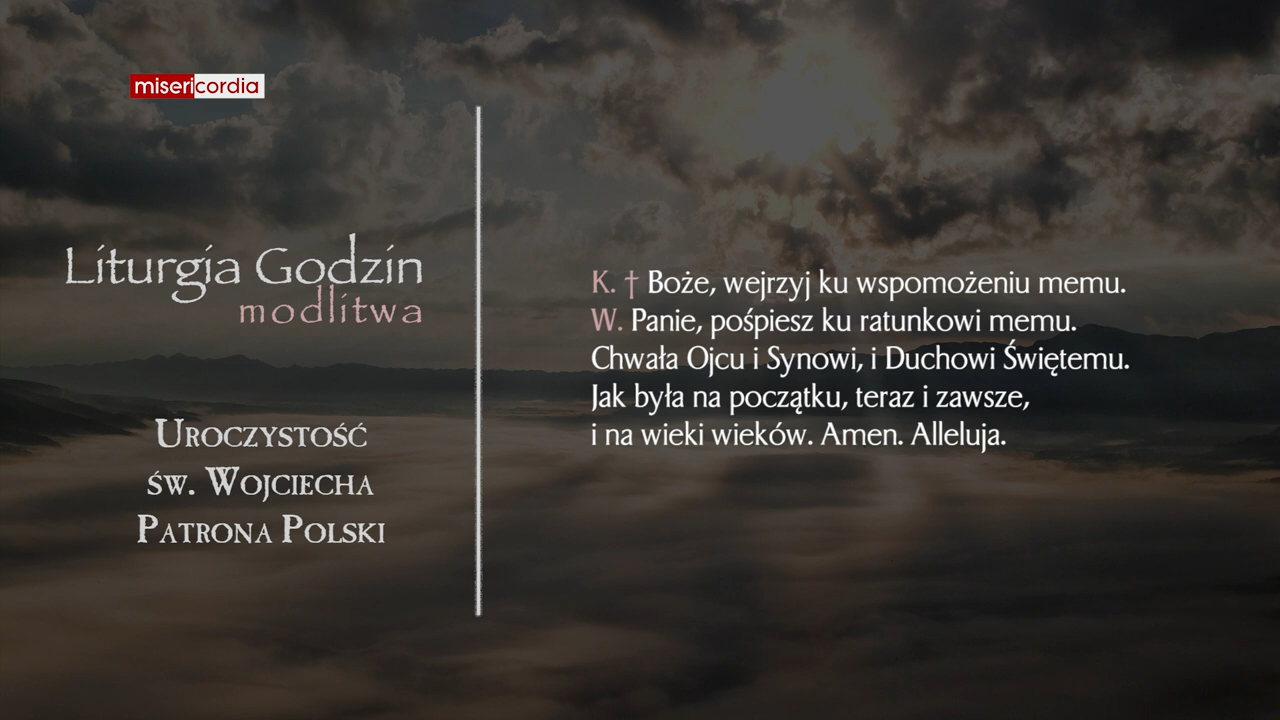 misericordia
Liturgia Godzin
modlitwa
Uroczystość
św. Wojciecha
Patrona Polski
K. † Boże, wejrzyj ku wspomożeniu memu.
W. Panie, pośpiesz ku ratunkowi memu.
Chwała Ojcu i Synowi, i Duchowi Świętemu.
Jak była na początku, teraz i zawsze,
i na wieki wieków. Amen. Alleluja.